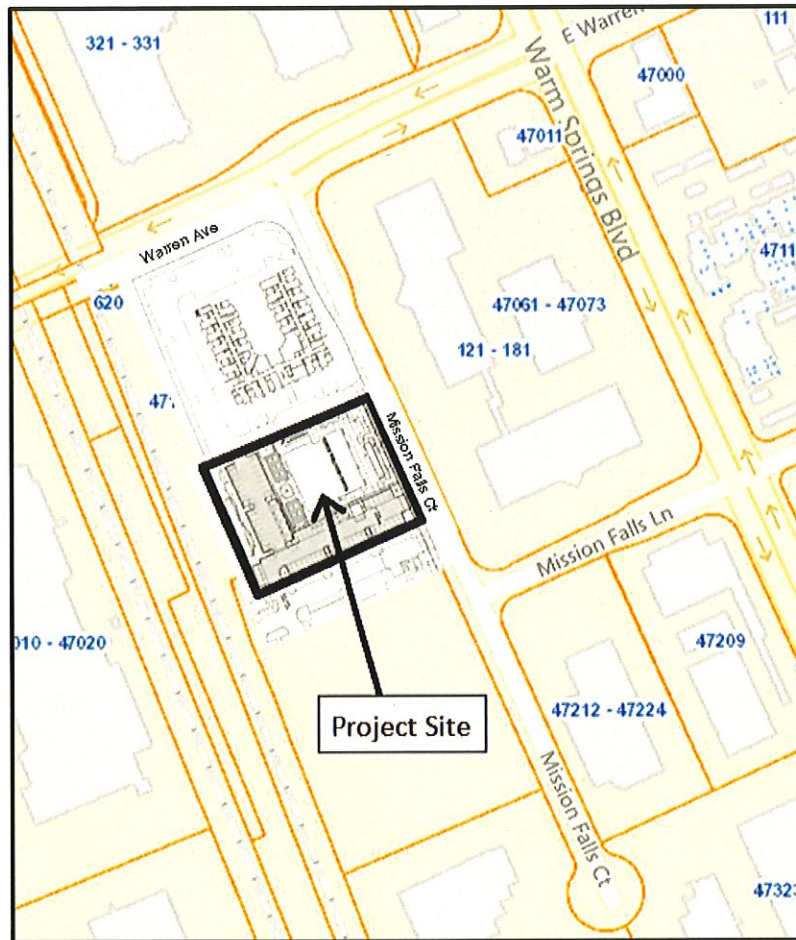 111
321 - 331
E Warren
47000
Warm Springs Blvd
47011
Warren Ave
4711
620
47061 - 47073
121 - 181
47
Mission Falls Ct
Mission Falls Ln
010 - 47020
47209
Project Site
47212 - 47224
Mission Falls Ct
47323